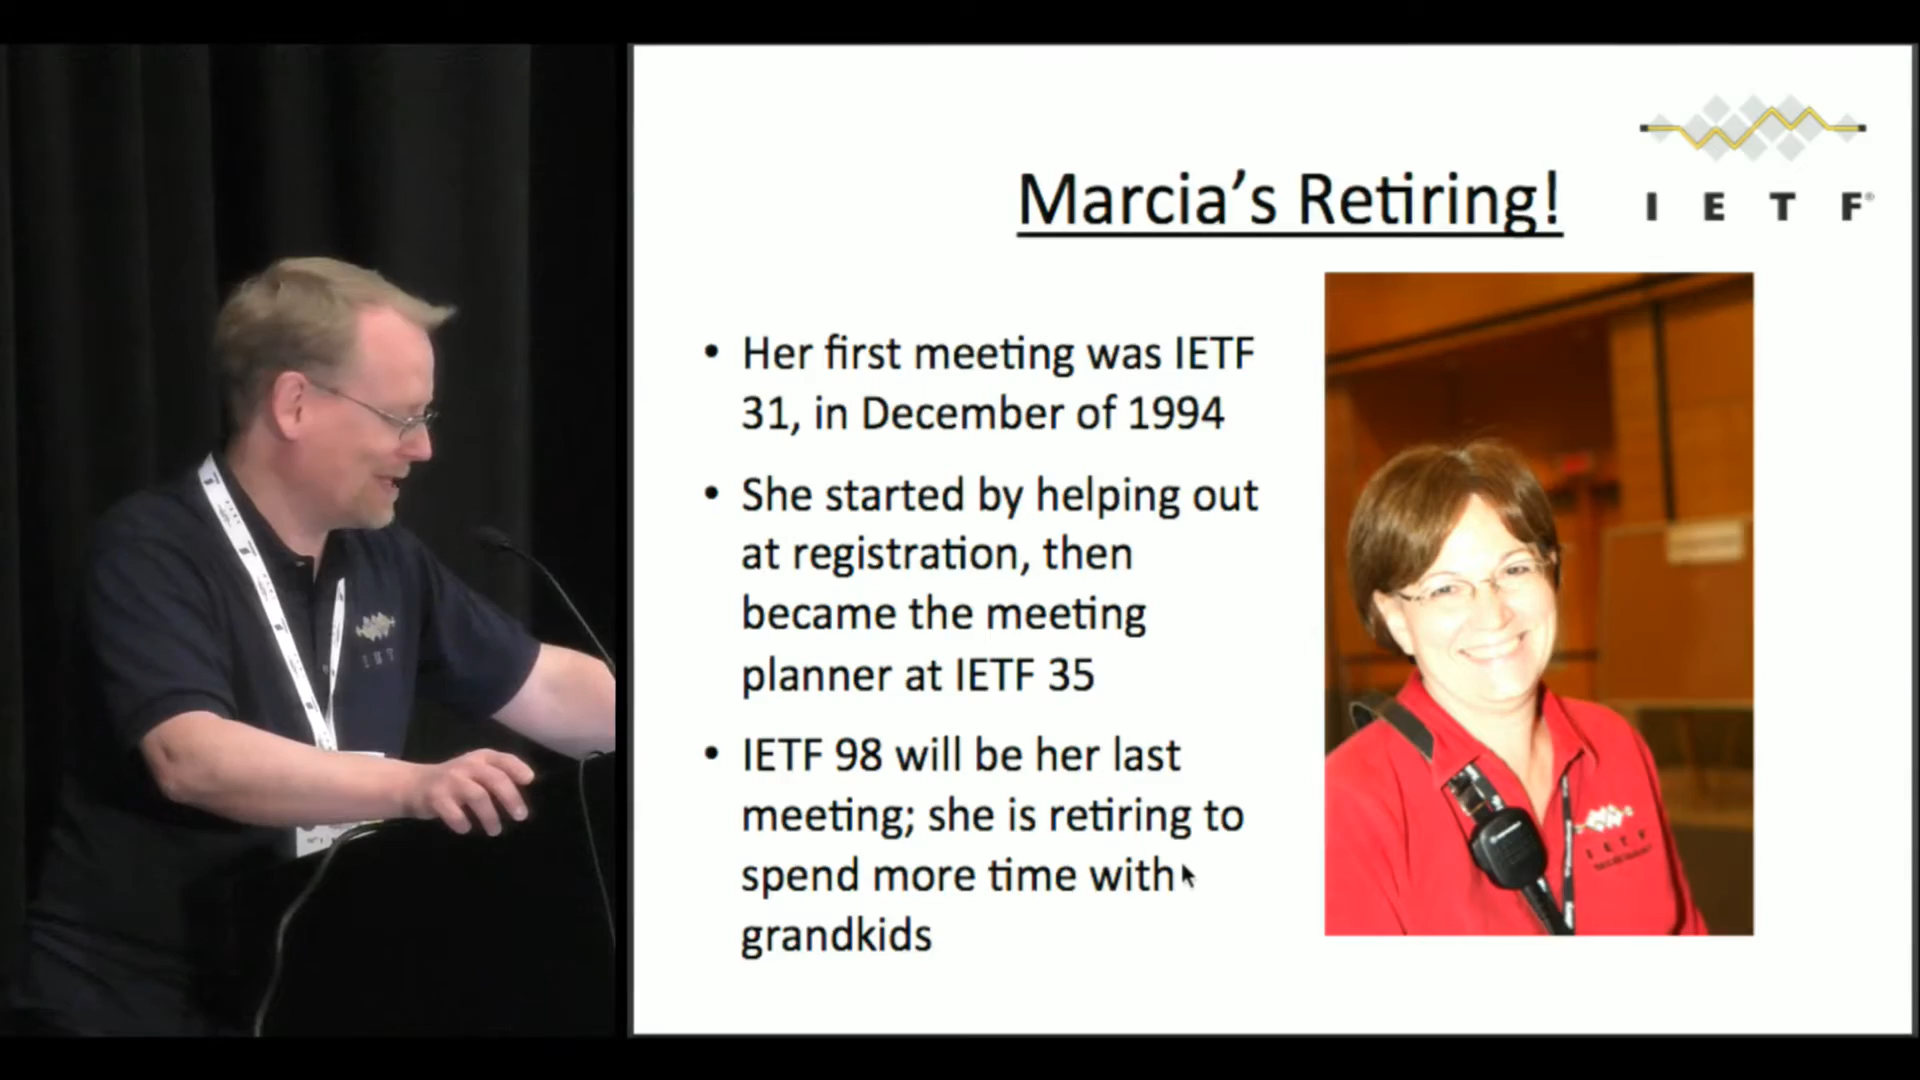 Marcia's Retiring!
I E T F®
• Her first meeting was IETF
31, in December of 1994
• She started by helping out
at registration, then
became the meeting
planner at IETF 35
• IETF 98 will be her last
meeting; she is retiring to
spend more time with
grandkids
I E T F